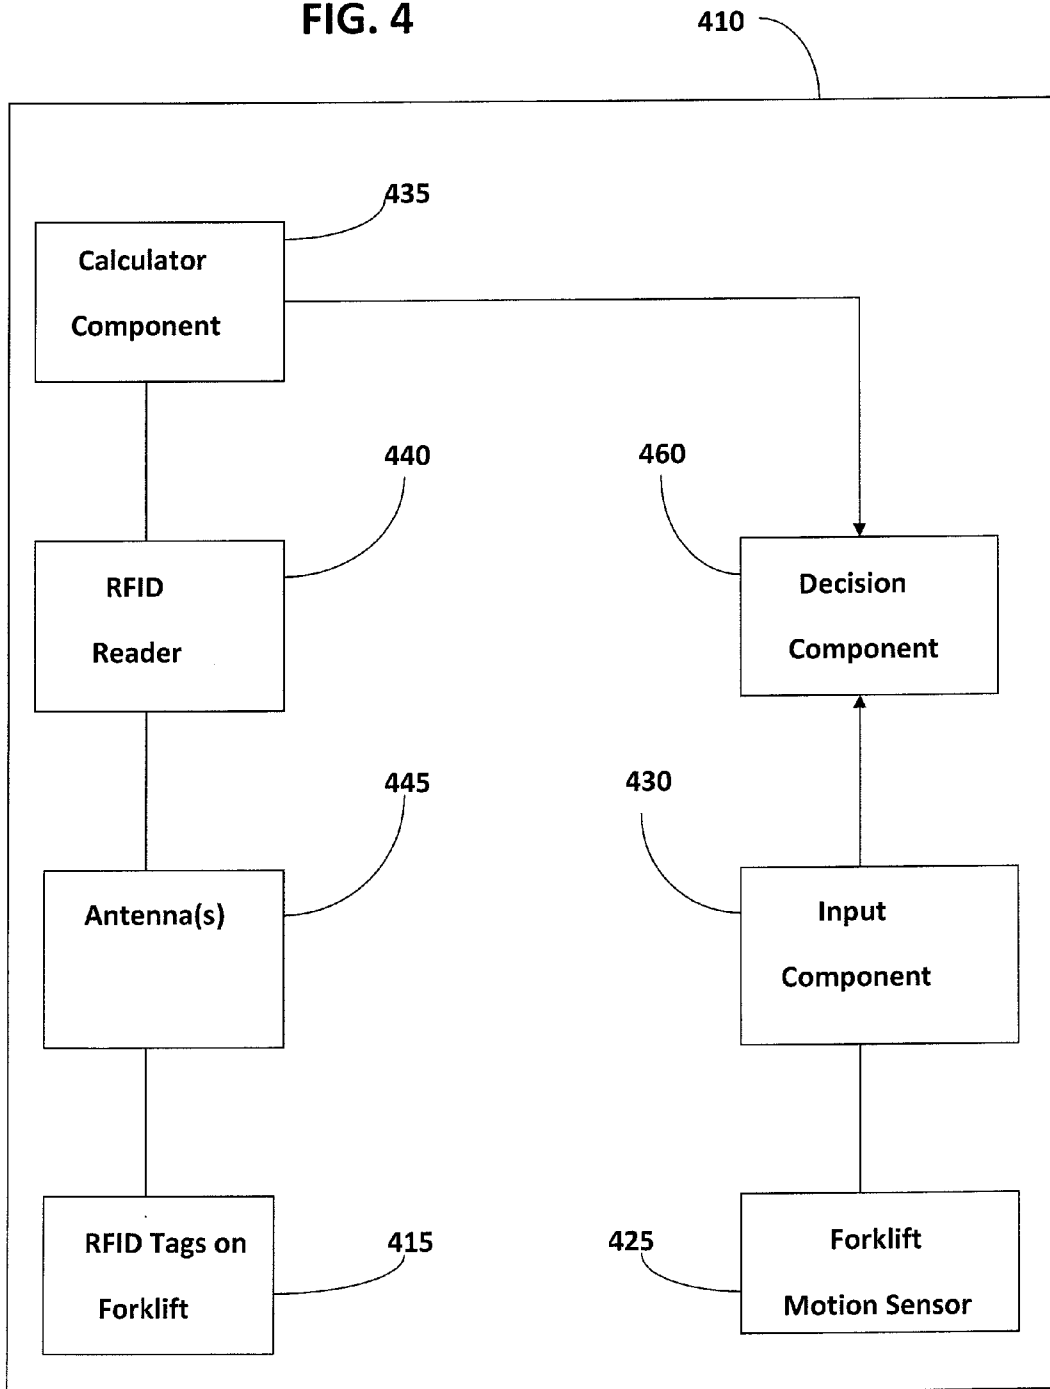 FIG. 4
410
435
Calculator
Component
440
460
RFID
Reader
Decision
Component
445
430
Antenna(s)
Input
Component
RFID Tags on
Forklift
415
425
Forklift
Motion Sensor